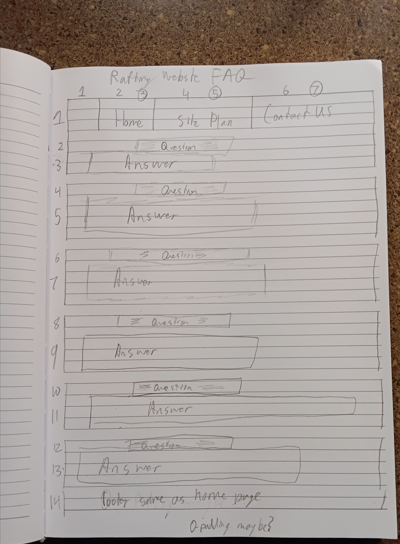 Rafting Website FAQ
1 2 3 4 5 6 7
1 Home Site Plan Contact Us
2 Question
3 Answer
4 Question
5 Answer
6 Question
7 Answer
8 Question
9 Answer
10 Question
11 Answer
12 Question
13 Answer
14 footer same as home page
maybe?